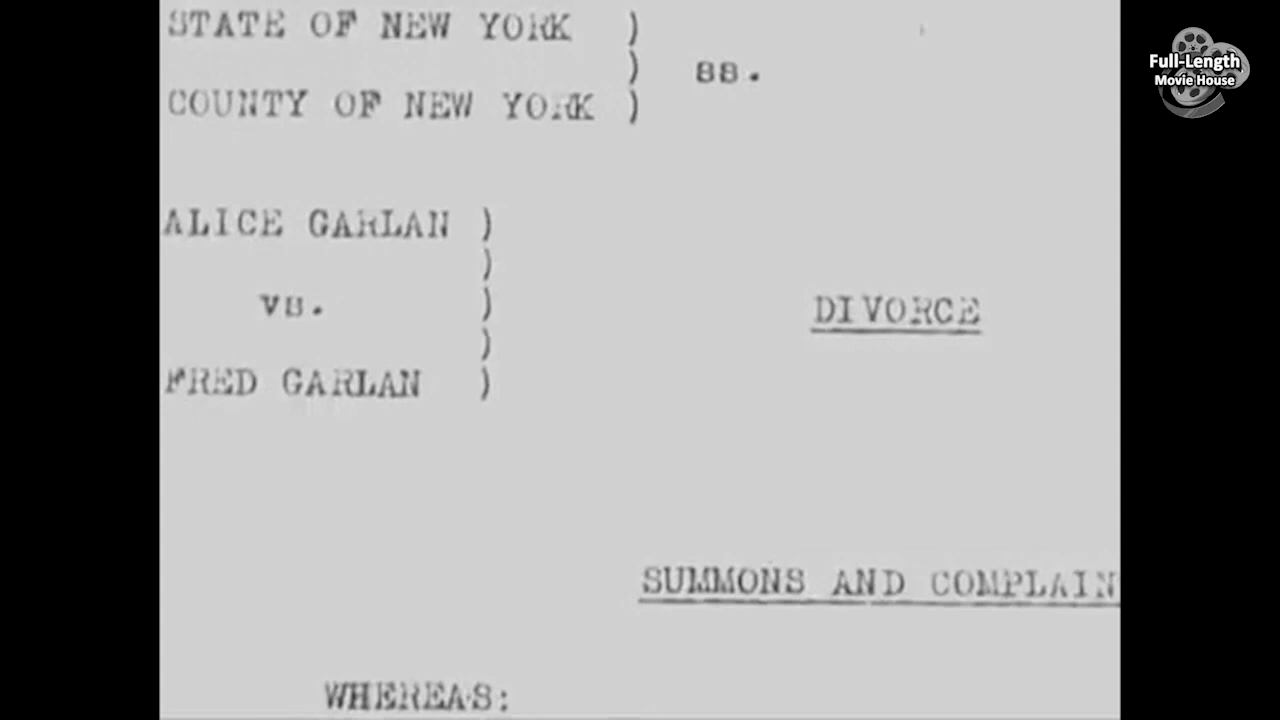 STATE OF NEW YORK )
) ss.
COUNTY OF NEW YORK )
ALICE GARLAN )
)
vs. )
)
FRED GARLAN )
DIVORCE
SUMMONS AND COMPLAIN
WHEREAS:
Full-Length
Movie House